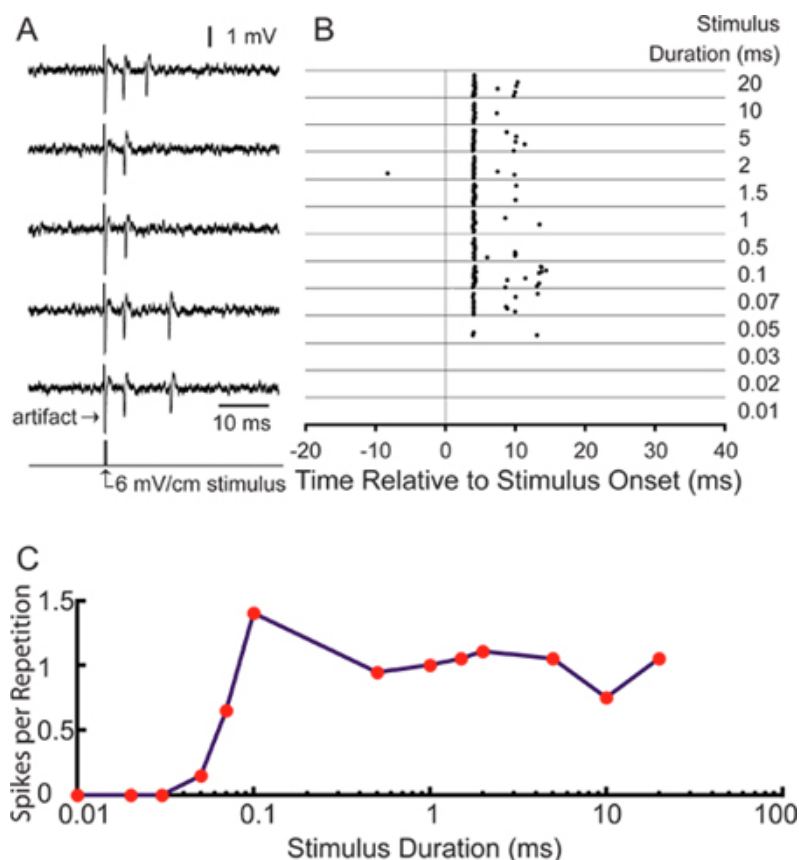 A
1 mV
artifact→
10 ms
6 mV/cm stimulus
B
Stimulus
Duration (ms)
20
10
5
2
1.5
1
0.5
0.1
0.07
0.05
0.03
0.02
0.01
-20 -10 0 10 20 30 40
Time Relative to Stimulus Onset (ms)
C
Spikes per Repetition
1.5
1
0.5
0
0.01 0.1 1 10 100
Stimulus Duration (ms)